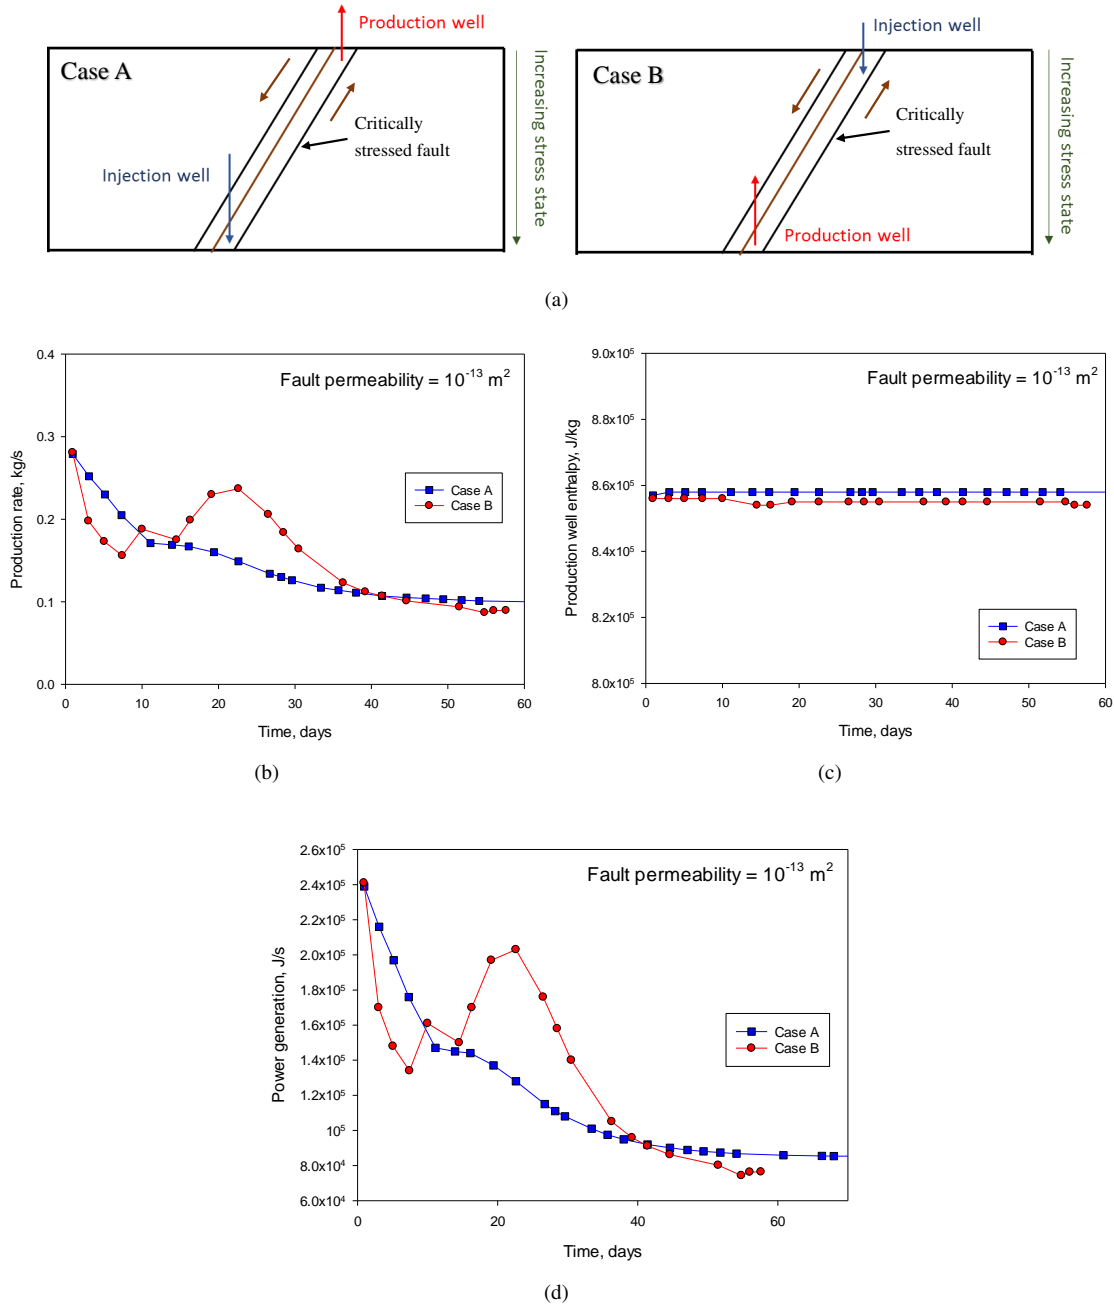 Production well
Case A
Critically
stressed fault
Injection well
Increasing stress state
Injection well
Case B
Critically
stressed fault
Production well
Increasing stress state
(a)
Fault permeability = 10⁻¹³ m²
Production rate, kg/s
0.4
0.3
0.2
0.1
0.0
Case A
Case B
0 10 20 30 40 50 60
Time, days
(b)
Fault permeability = 10⁻¹³ m²
Production well enthalpy, J/kg
9.0x10⁵
8.8x10⁵
8.6x10⁵
8.4x10⁵
8.2x10⁵
8.0x10⁵
Case A
Case B
0 10 20 30 40 50 60
Time, days
(c)
Fault permeability = 10⁻¹³ m²
Power generation, J/s
2.6x10⁵
2.4x10⁵
2.2x10⁵
2.0x10⁵
1.8x10⁵
1.6x10⁵
1.4x10⁵
1.2x10⁵
10⁵
8.0x10⁴
6.0x10⁴
Case A
Case B
0 20 40 60
Time, days
(d)